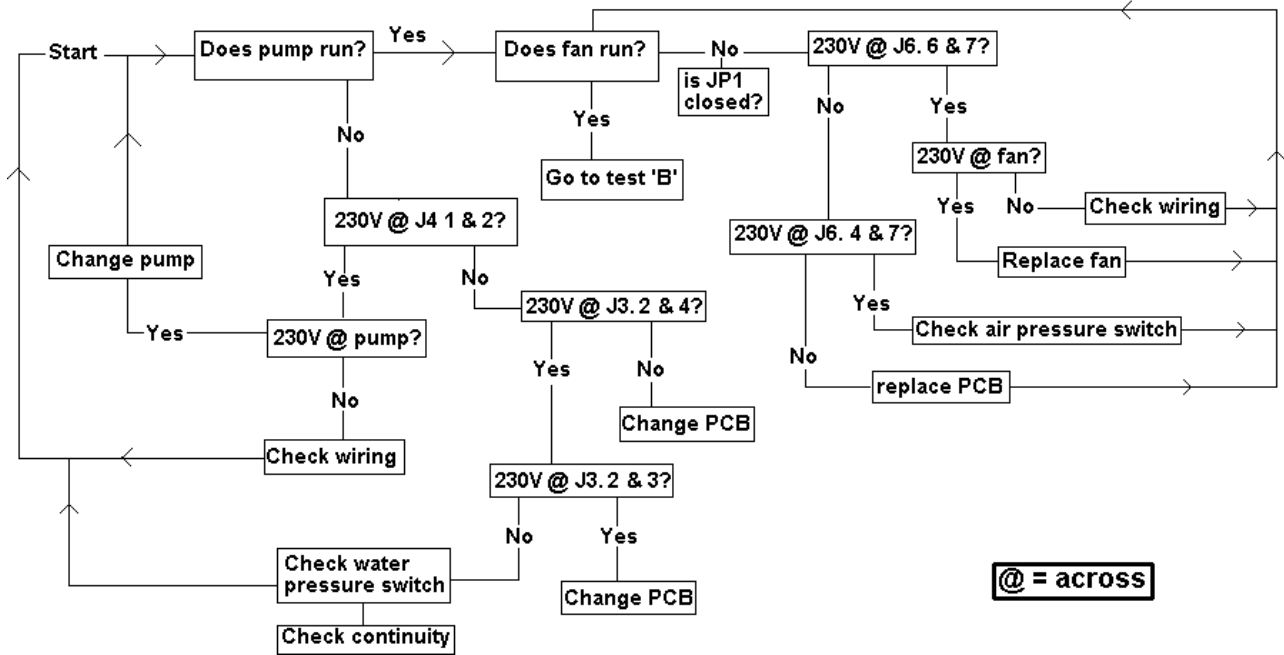 Start
Does pump run?
Yes
Does fan run?
No
is JP1
closed?
230V @ J6. 6 & 7?
No
Yes
Yes
No
Go to test 'B'
230V @ fan?
Yes
No
Check wiring
230V @ J4 1 & 2?
230V @ J6. 4 & 7?
Change pump
Replace fan
Yes
No
230V @ J3. 2 & 4?
Yes
Check air pressure switch
Yes
230V @ pump?
No
replace PCB
Yes
No
No
Change PCB
Check wiring
230V @ J3. 2 & 3?
No
Yes
Check water
pressure switch
Change PCB
Check continuity
@ = across